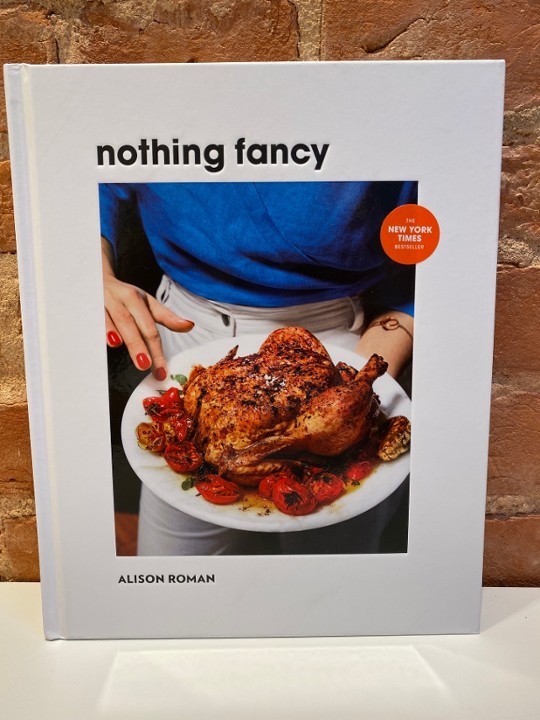 nothing fancy
THE
NEW YORK
TIMES
BESTSELLER
ALISON ROMAN